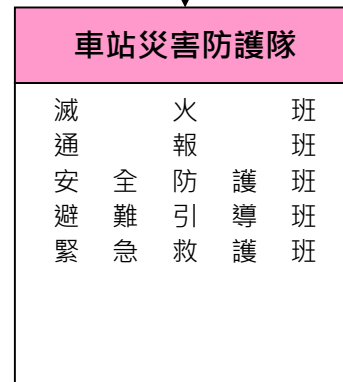 車站災害防護隊
滅火班
通報班
安全防護班
避難引導班
緊急救護班